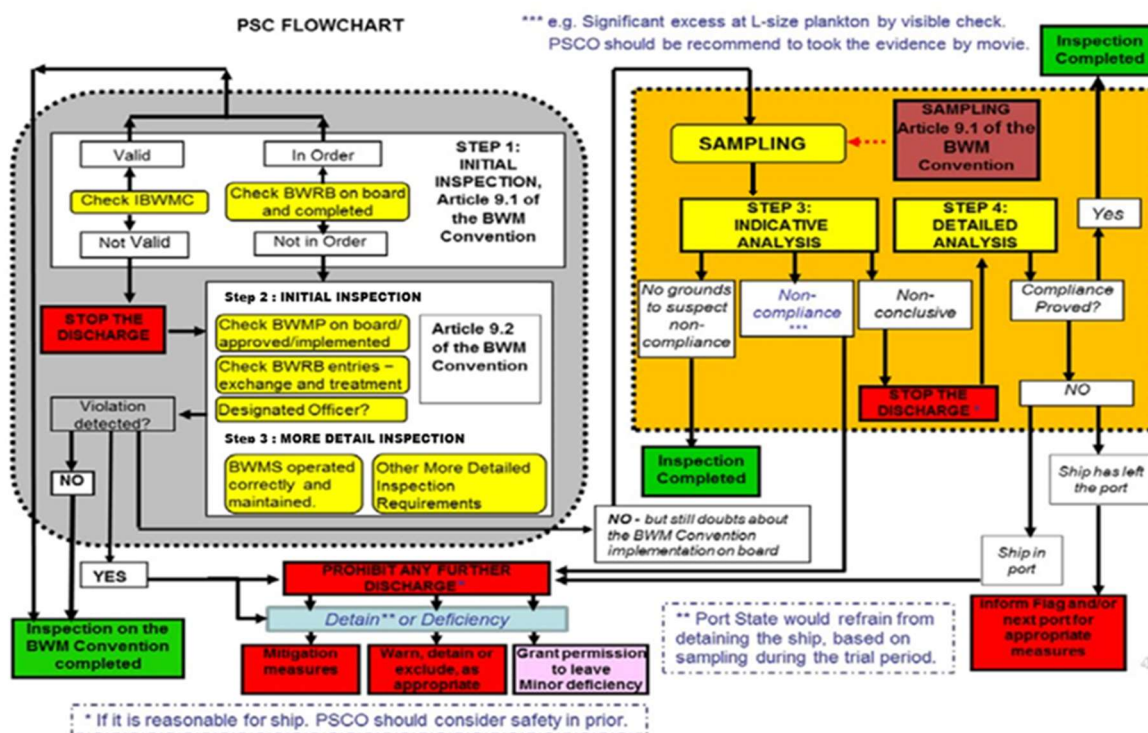 PSC FLOWCHART
*** e.g. Significant excess at L-size plankton by visible check.
PSCO should be recommend to took the evidence by movie.
Inspection
Completed
Valid
In Order
STEP 1:
INITIAL
INSPECTION,
Article 9.1 of
the BWM
Convention
Check IBWMC
Check BWRB on board
and completed
Not Valid
Not in Order
STOP THE
DISCHARGE
Step 2 : INITIAL INSPECTION
Check BWMP on board/
approved/implemented
Check BWRB entries –
exchange and treatment
Designated Officer?
Article 9.2
of the BWM
Convention
Step 3 : MORE DETAIL INSPECTION
BWMS operated
correctly and
maintained.
Other More Detailed
Inspection
Requirements
Violation
detected?
NO
YES
Inspection on the
BWM Convention
completed
SAMPLING
SAMPLING
Article 9.1 of the
BWM
Convention
STEP 3:
INDICATIVE
ANALYSIS
STEP 4:
DETAILED
ANALYSIS
Yes
No grounds
to suspect
non-
compliance
Non-
compliance
***
Non-
conclusive
Compliance
Proved?
STOP THE
DISCHARGE *
NO
Inspection
Completed
Ship has left
the port
NO - but still doubts about
the BWM Convention
implementation on board
Ship in
port
PROHIBIT ANY FURTHER
DISCHARGE*
Detain** or Deficiency
Mitigation
measures
Warn, detain or
exclude, as
appropriate
Grant permission
to leave
Minor deficiency
** Port State would refrain from
detaining the ship, based on
sampling during the trial period.
Inform Flag and/or
next port for
appropriate
measures
* If it is reasonable for ship. PSCO should consider safety in prior.